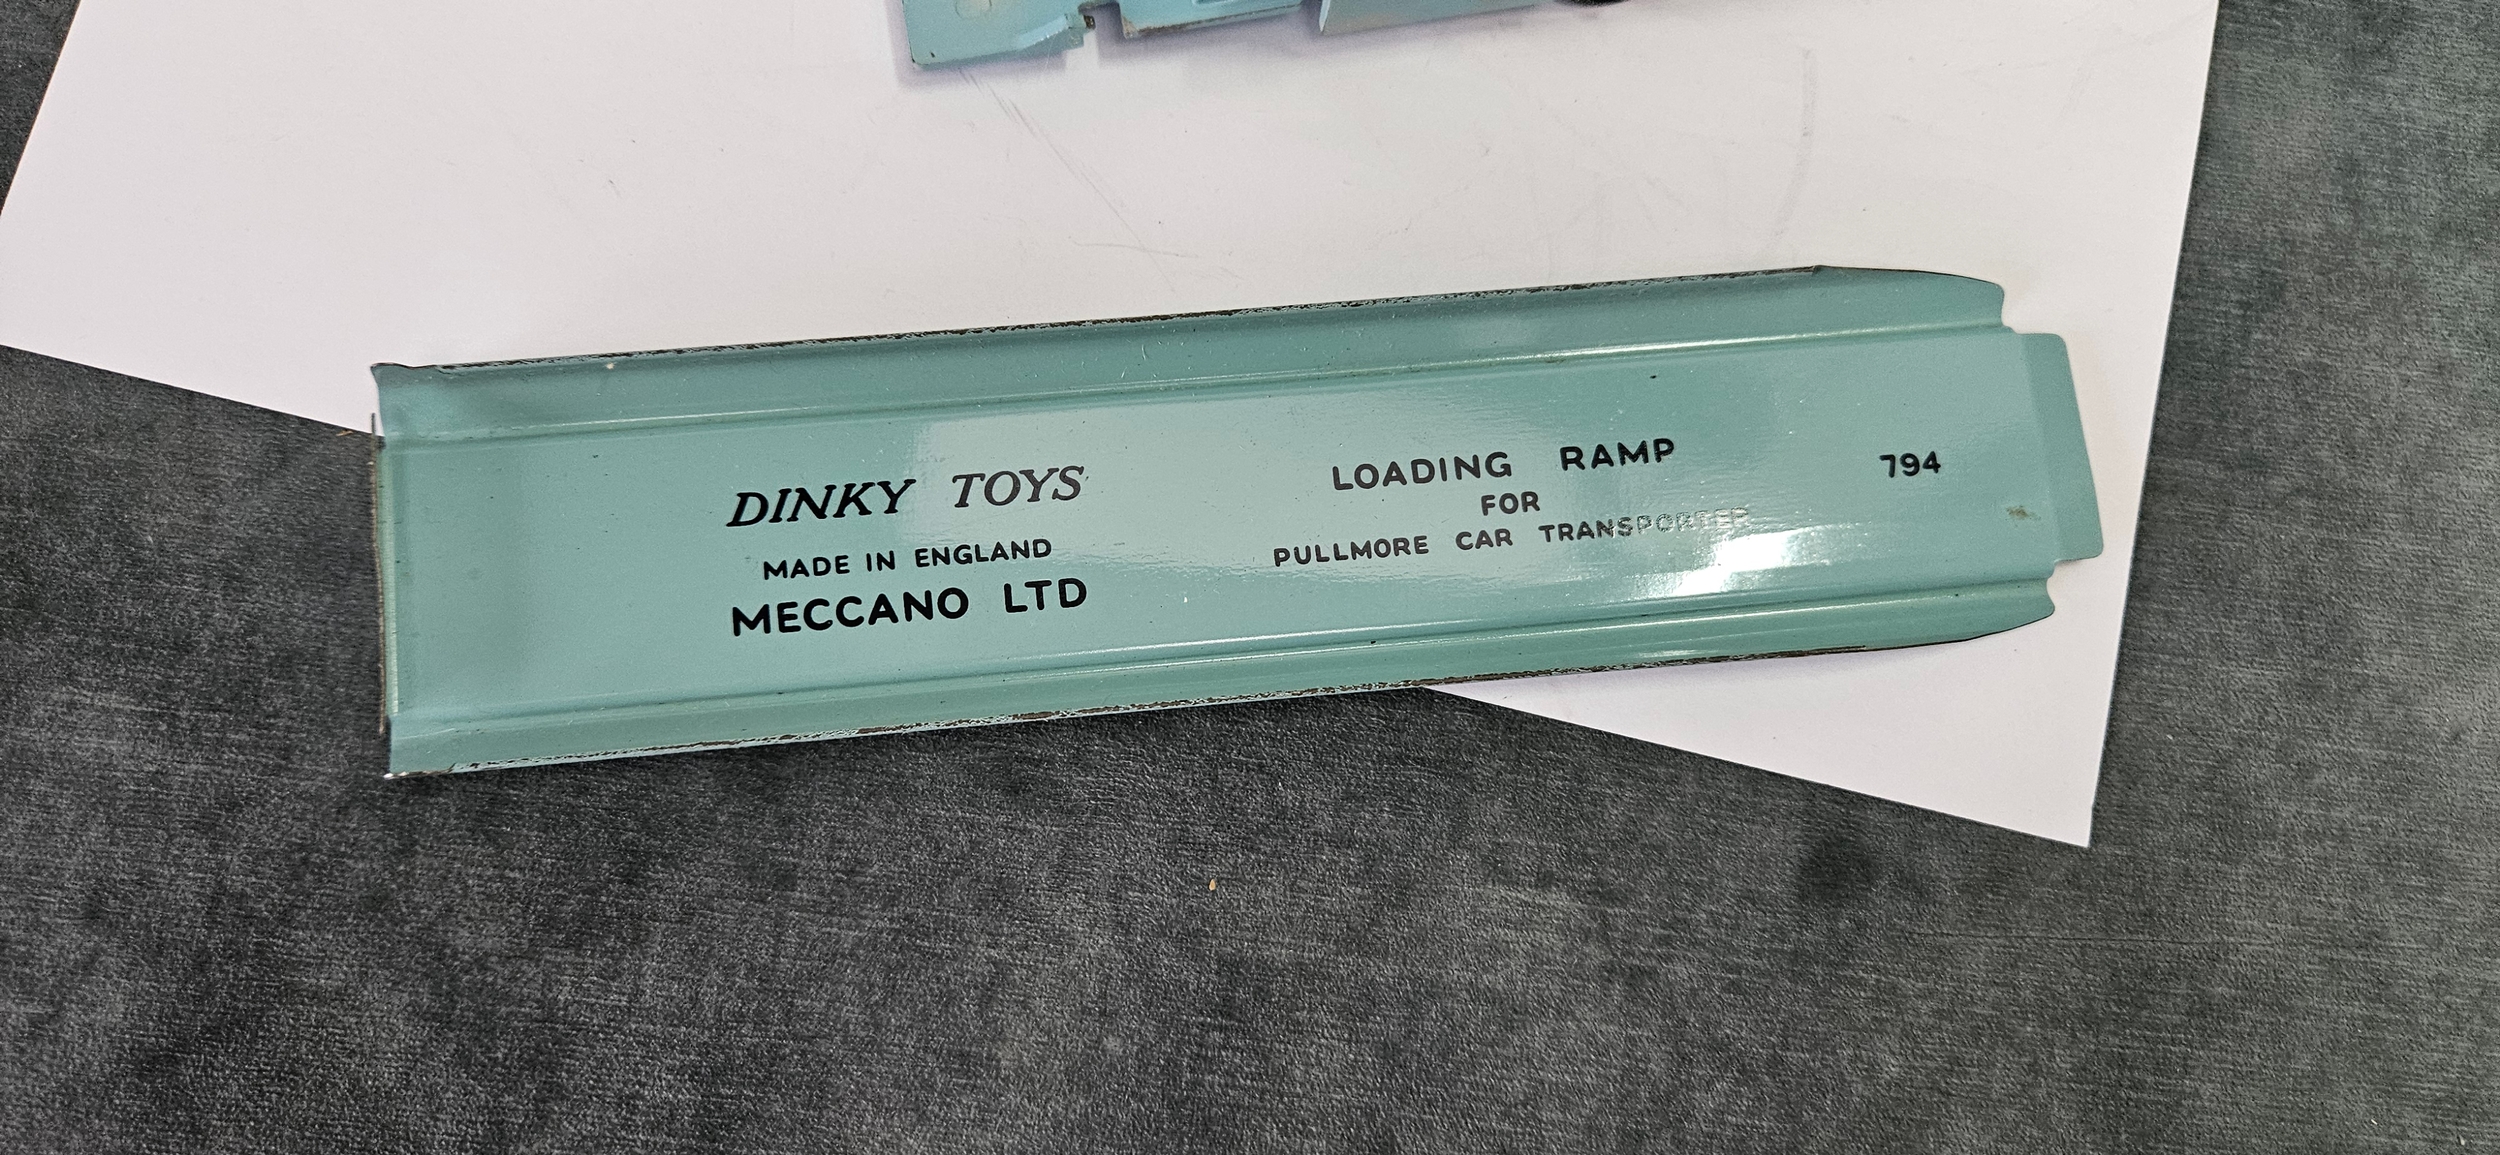 DINKY TOYS
MADE IN ENGLAND
MECCANO LTD
LOADING RAMP
FOR
PULLMORE CAR TRANSPORTER
794